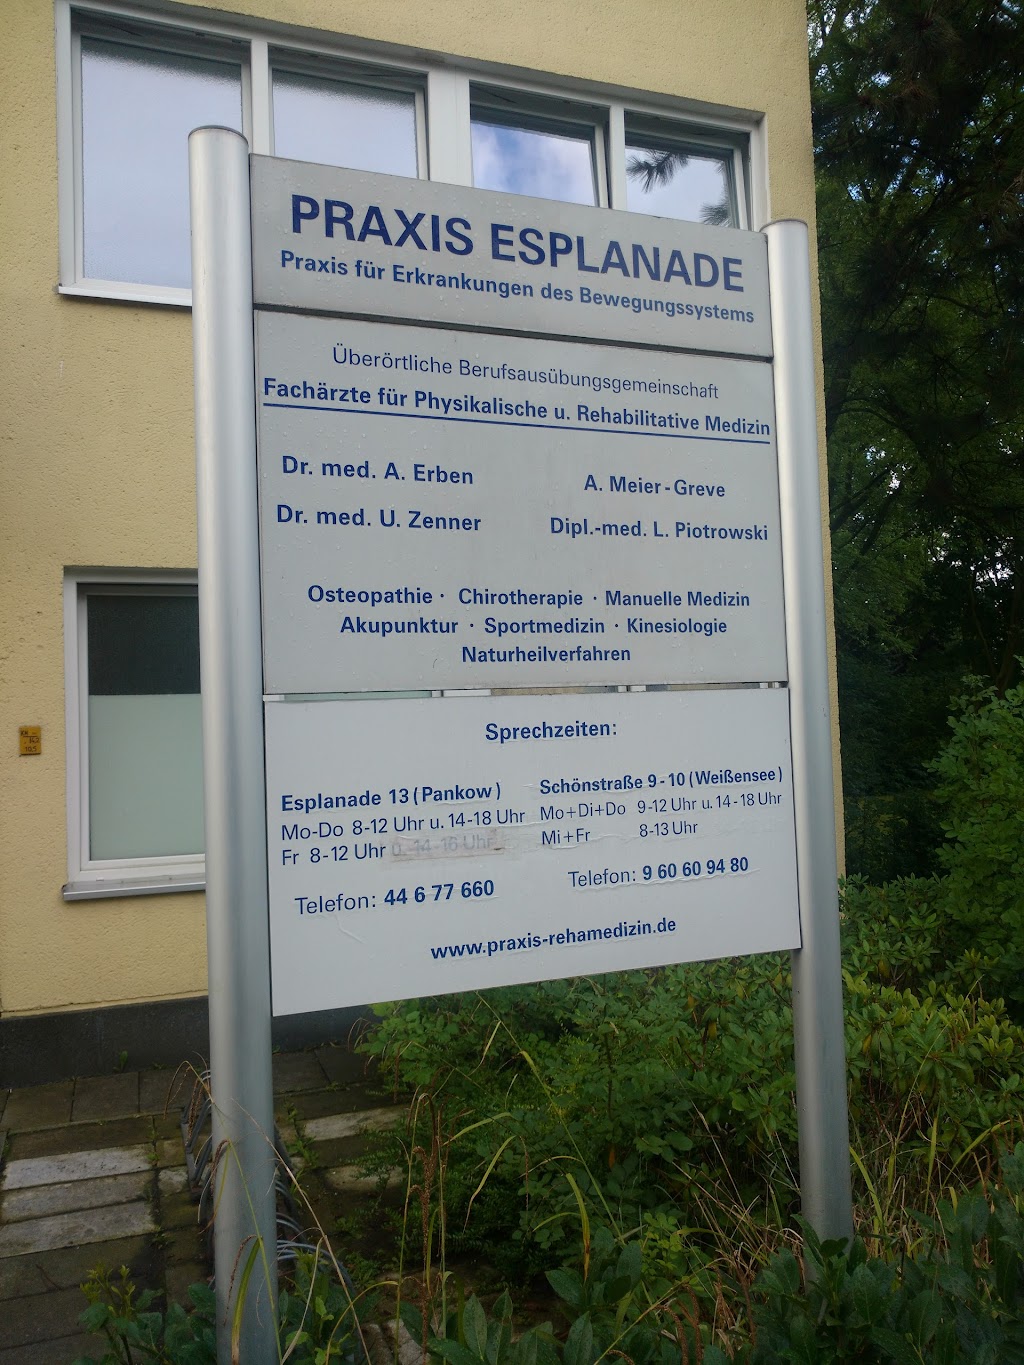 PRAXIS ESPLANADE
Praxis für Erkrankungen des Bewegungssystems
Überörtliche Berufsausübungsgemeinschaft
Fachärzte für Physikalische u. Rehabilitative Medizin
Dr. med. A. Erben
A. Meier-Greve
Dr. med. U. Zenner
Dipl.-med. L. Piotrowski
Osteopathie · Chirotherapie · Manuelle Medizin
Akupunktur · Sportmedizin · Kinesiologie
Naturheilverfahren
Sprechzeiten:
Esplanade 13 (Pankow)
Mo-Do 8-12 Uhr u. 14-18 Uhr
Fr 8-12 Uhr u. 14-16 Uhr
Telefon: 44 6 77 660
Schönstraße 9-10 (Weißensee)
Mo+Di+Do 9-12 Uhr u. 14-18 Uhr
Mi+Fr 8-13 Uhr
Telefon: 9 60 60 94 80
www.praxis-rehamedizin.de